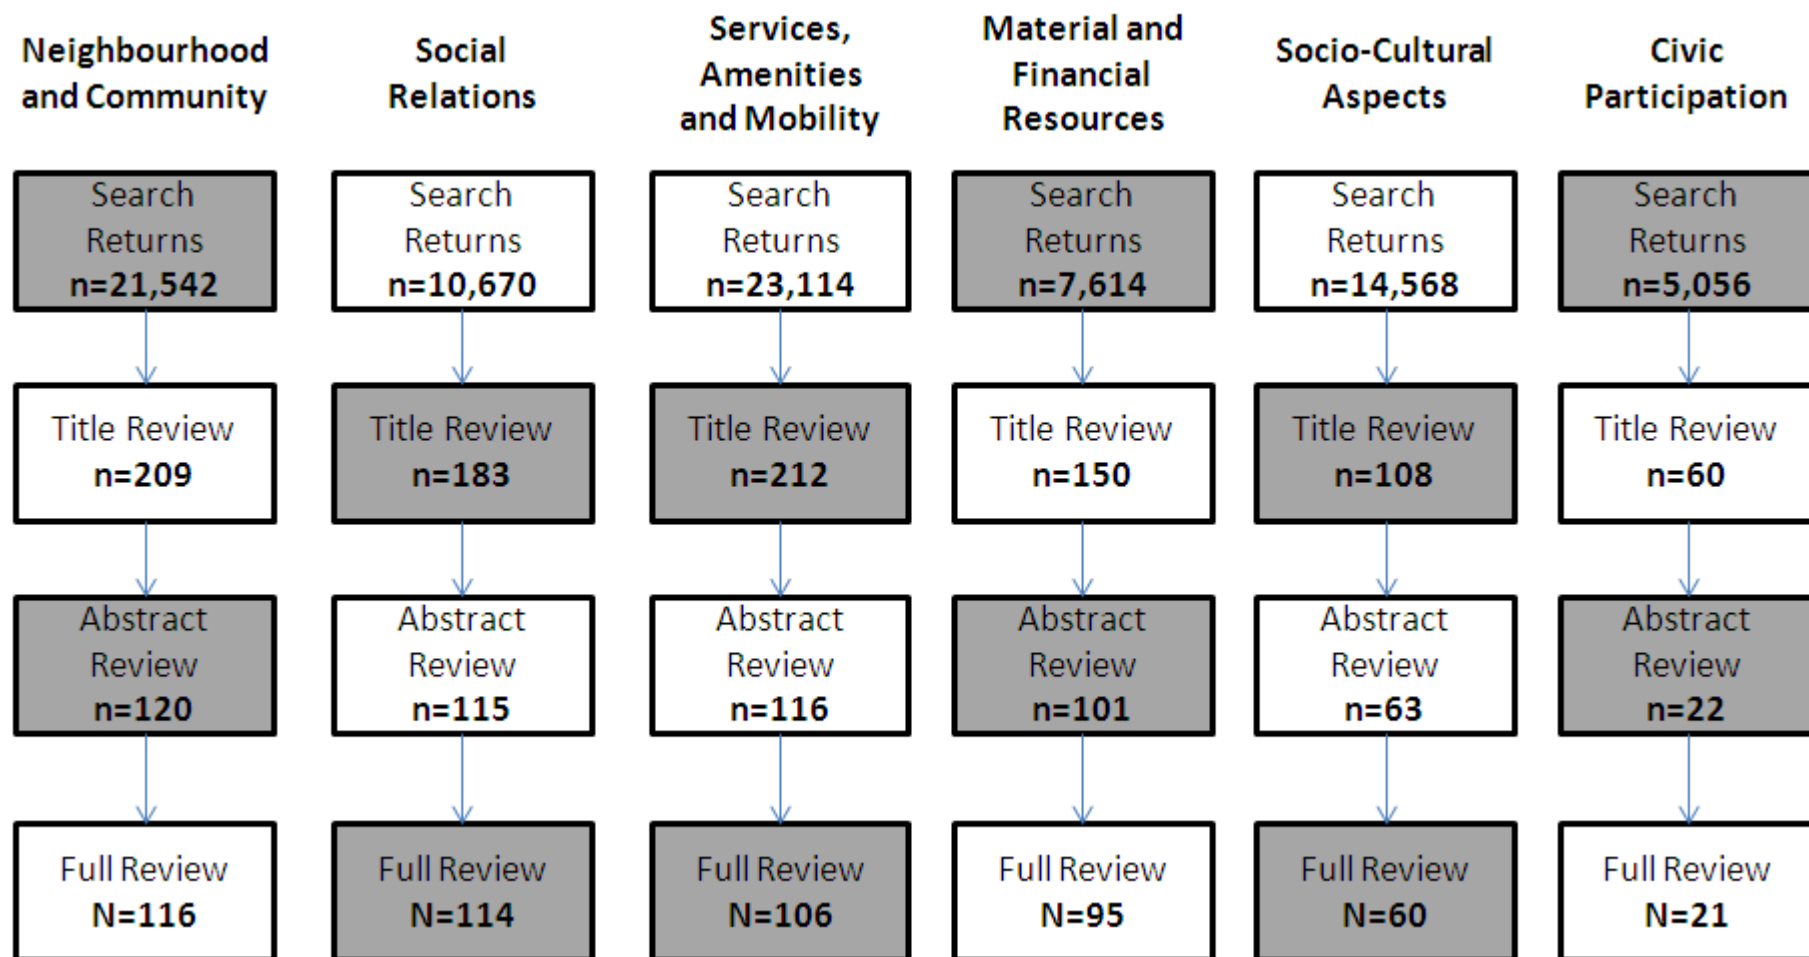 Neighbourhood
and Community
Social
Relations
Services,
Amenities
and Mobility
Material and
Financial
Resources
Socio-Cultural
Aspects
Civic
Participation
Search
Returns
n=21,542
Search
Returns
n=10,670
Search
Returns
n=23,114
Search
Returns
n=7,614
Search
Returns
n=14,568
Search
Returns
n=5,056
Title Review
n=209
Title Review
n=183
Title Review
n=212
Title Review
n=150
Title Review
n=108
Title Review
n=60
Abstract
Review
n=120
Abstract
Review
n=115
Abstract
Review
n=116
Abstract
Review
n=101
Abstract
Review
n=63
Abstract
Review
n=22
Full Review
N=116
Full Review
N=114
Full Review
N=106
Full Review
N=95
Full Review
N=60
Full Review
N=21